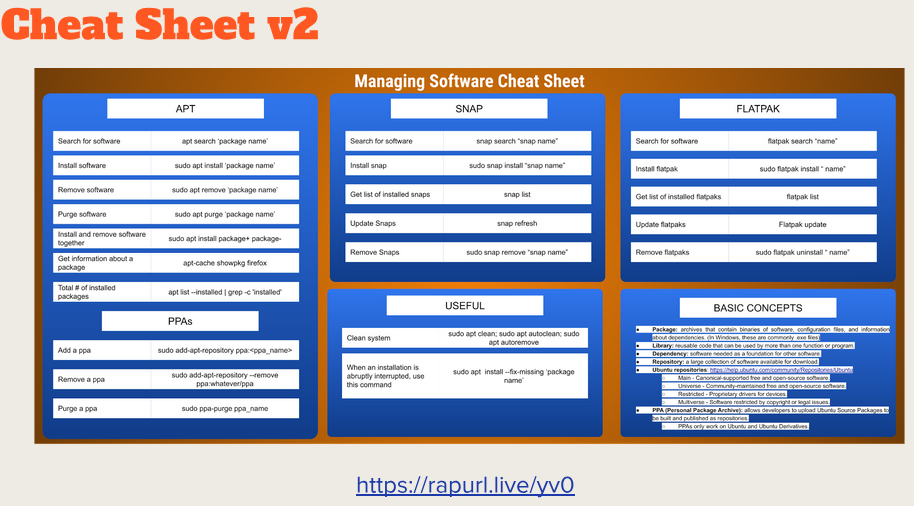 Cheat Sheet v2
Managing Software Cheat Sheet
APT
Search for software apt search 'package name'
Install software sudo apt install 'package name'
Remove software sudo apt remove 'package name'
Purge software sudo apt purge 'package name'
Install and remove software
together sudo apt install package+ package-
Get information about a
package apt-cache showpkg firefox
Total # of installed
packages apt list --installed | grep -c 'installed'
PPAs
Add a ppa sudo add-apt-repository ppa:<ppa_name>
Remove a ppa sudo add-apt-repository --remove
ppa:whatever/ppa
Purge a ppa sudo ppa-purge ppa_name
SNAP
Search for software snap search “snap name”
Install snap sudo snap install “snap name”
Get list of installed snaps snap list
Update Snaps snap refresh
Remove Snaps sudo snap remove “snap name”
FLATPAK
Search for software flatpak search “name”
Install flatpak sudo flatpak install “ name”
Get list of installed flatpaks flatpak list
Update flatpaks Flatpak update
Remove flatpaks sudo flatpak uninstall “ name”
USEFUL
Clean system sudo apt clean; sudo apt autoclean; sudo
apt autoremove
When an installation is
abruptly interrupted, use
this command sudo apt install --fix-missing 'package
name'
BASIC CONCEPTS
● Package: archives that contain binaries of software, configuration files, and information
about dependencies. (In Windows, these are commonly .exe files)
● Library: reusable code that can be used by more than one function or program.
● Dependency: software needed as a foundation for other software.
● Repository: a large collection of software available for download.
● Ubuntu repositories: https://help.ubuntu.com/community/Repositories/Ubuntu
○ Main - Canonical-supported free and open-source software.
○ Universe - Community-maintained free and open-source software.
○ Restricted - Proprietary drivers for devices.
○ Multiverse - Software restricted by copyright or legal issues.
● PPA (Personal Package Archive): allows developers to upload Ubuntu Source Packages to
be built and published as repositories.
○ PPAs only work on Ubuntu and Ubuntu Derivatives.
https://rapurl.live/yv0